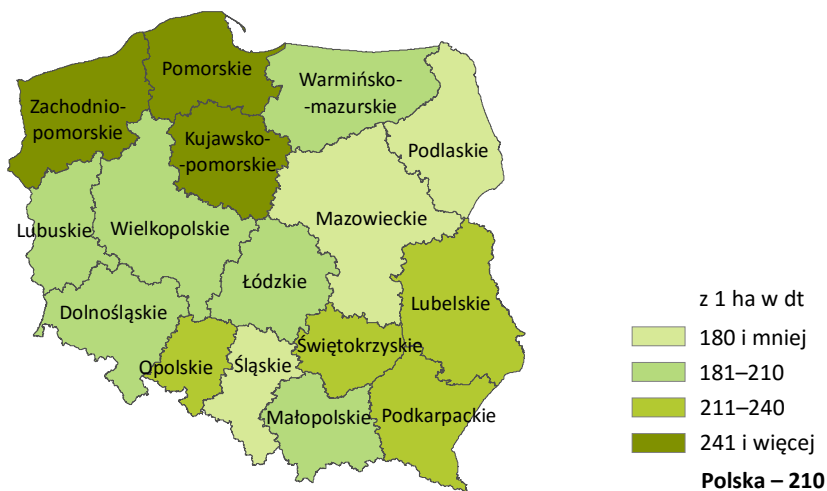 Pomorskie
Warmińsko-
-mazurskie
Zachodnio-
pomorskie
Kujawsko-
-pomorskie
Podlaskie
Mazowieckie
Lubuskie
Wielkopolskie
Łódzkie
Lubelskie
Dolnośląskie
Opolskie
Śląskie
Świętokrzyskie
Małopolskie
Podkarpackie
z 1 ha w dt
180 i mniej
181–210
211–240
241 i więcej
Polska – 210